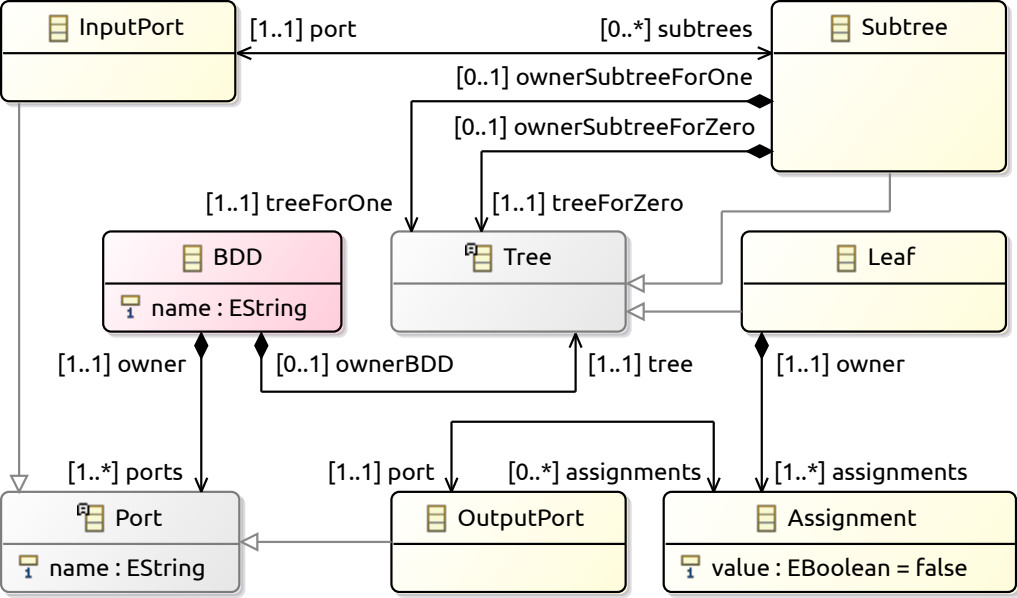 InputPort
[1..1] port
[0..*] subtrees
Subtree
[0..1] ownerSubtreeForOne
[0..1] ownerSubtreeForZero
[1..1] treeForOne
[1..1] treeForZero
BDD
name : EString
Tree
Leaf
[1..1] owner
[0..1] ownerBDD
[1..1] tree
[1..1] owner
[1..*] ports
[1..1] port
[0..*] assignments
[1..*] assignments
Port
name : EString
OutputPort
Assignment
value : EBoolean = false